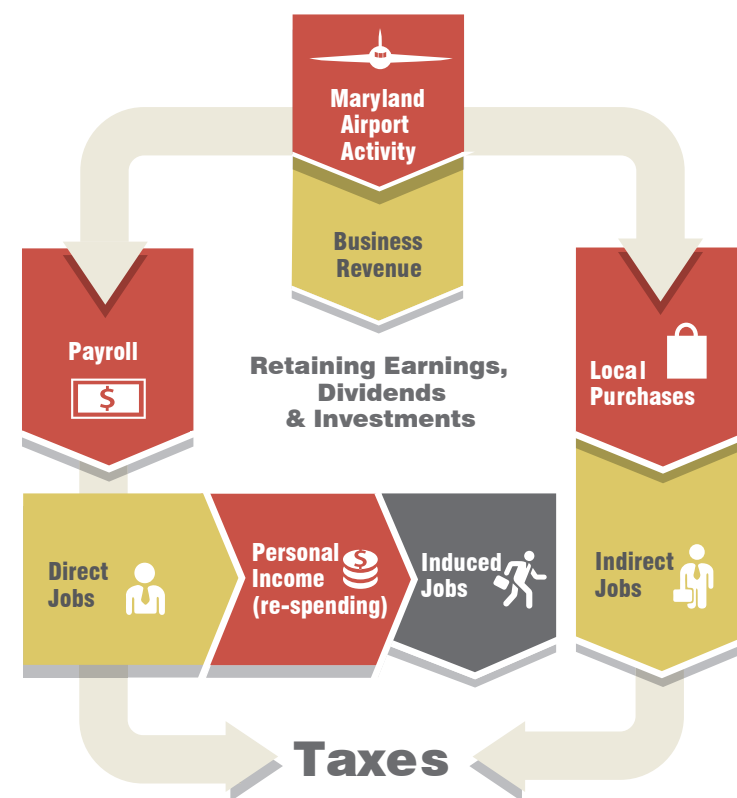 Maryland
Airport
Activity
Business
Revenue
Payroll
$
Retaining Earnings,
Dividends
& Investments
Local
Purchases
Direct
Jobs
Personal
Income
(re-spending)
$
Induced
Jobs
Indirect
Jobs
Taxes